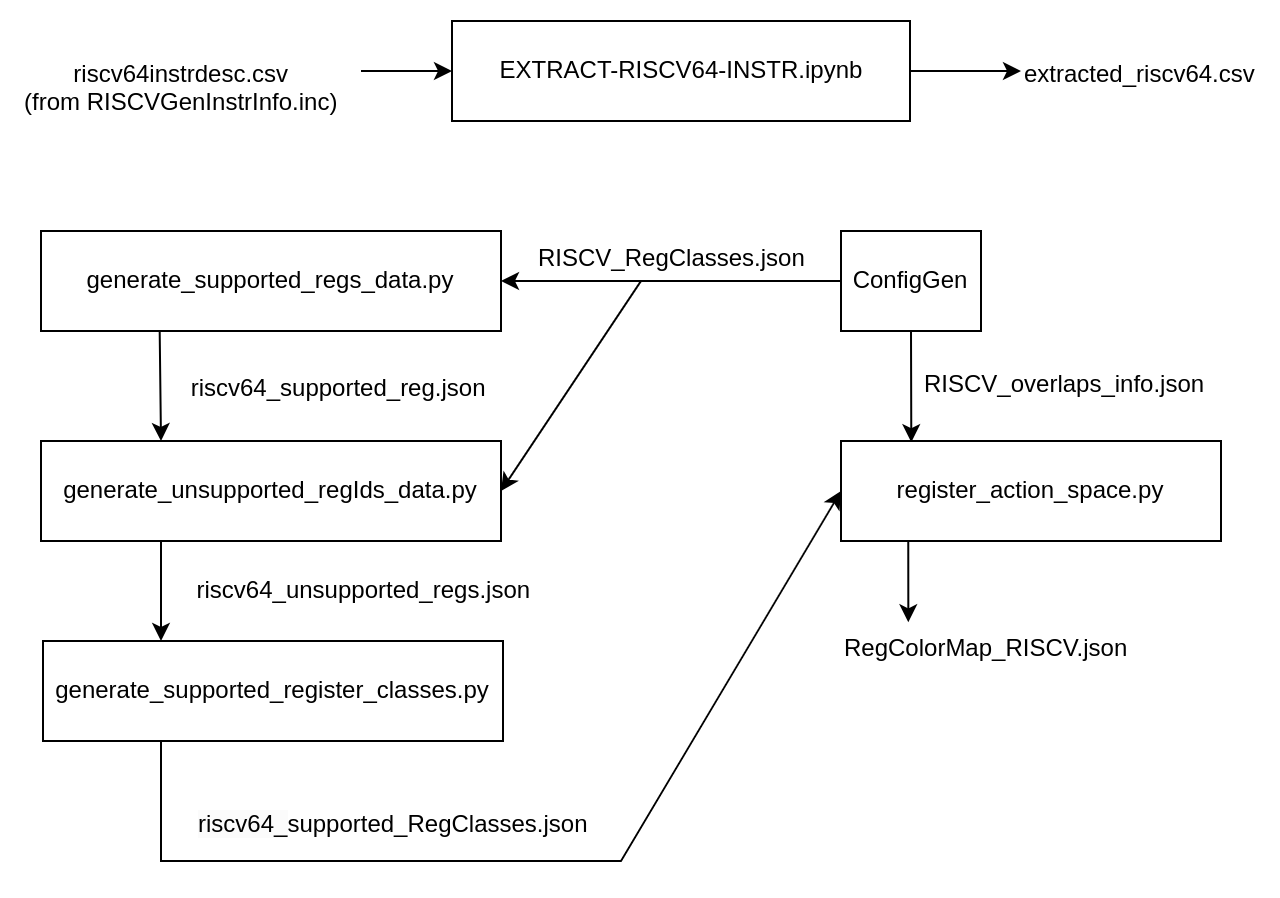 riscv64instrdesc.csv
(from RISCVGenInstrInfo.inc)
EXTRACT-RISCV64-INSTR.ipynb
extracted_riscv64.csv
generate_supported_regs_data.py
RISCV_RegClasses.json
ConfigGen
riscv64_supported_reg.json
RISCV_overlaps_info.json
generate_unsupported_regIds_data.py
register_action_space.py
riscv64_unsupported_regs.json
RegColorMap_RISCV.json
generate_supported_register_classes.py
riscv64_supported_RegClasses.json